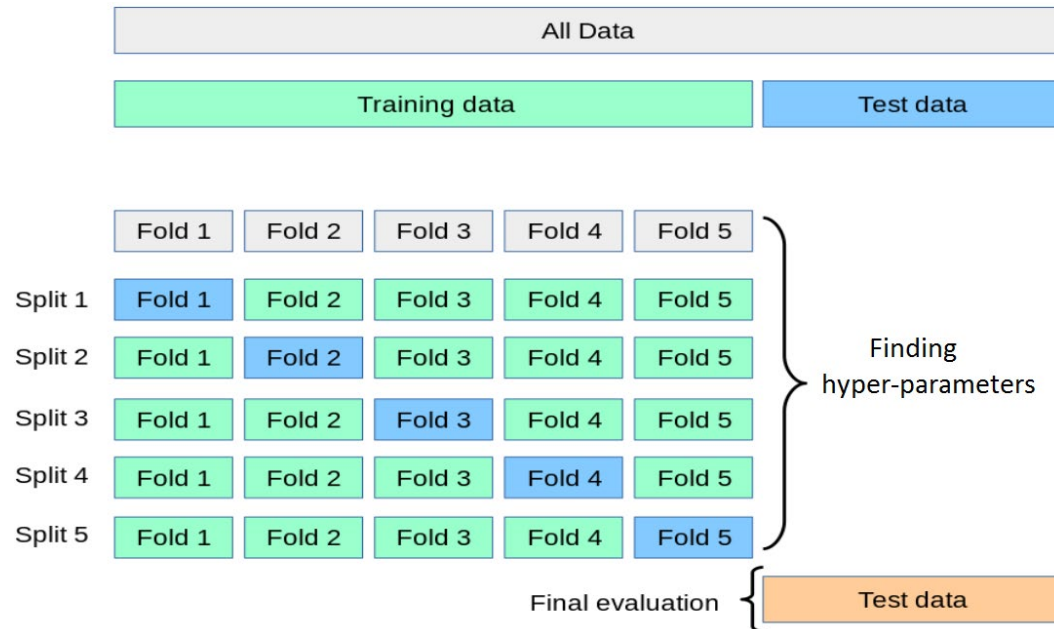 All Data
Training data Test data
Fold 1 Fold 2 Fold 3 Fold 4 Fold 5
Split 1 Fold 1 Fold 2 Fold 3 Fold 4 Fold 5
Split 2 Fold 1 Fold 2 Fold 3 Fold 4 Fold 5
Split 3 Fold 1 Fold 2 Fold 3 Fold 4 Fold 5
Split 4 Fold 1 Fold 2 Fold 3 Fold 4 Fold 5
Split 5 Fold 1 Fold 2 Fold 3 Fold 4 Fold 5
Finding
hyper-parameters
Final evaluation Test data